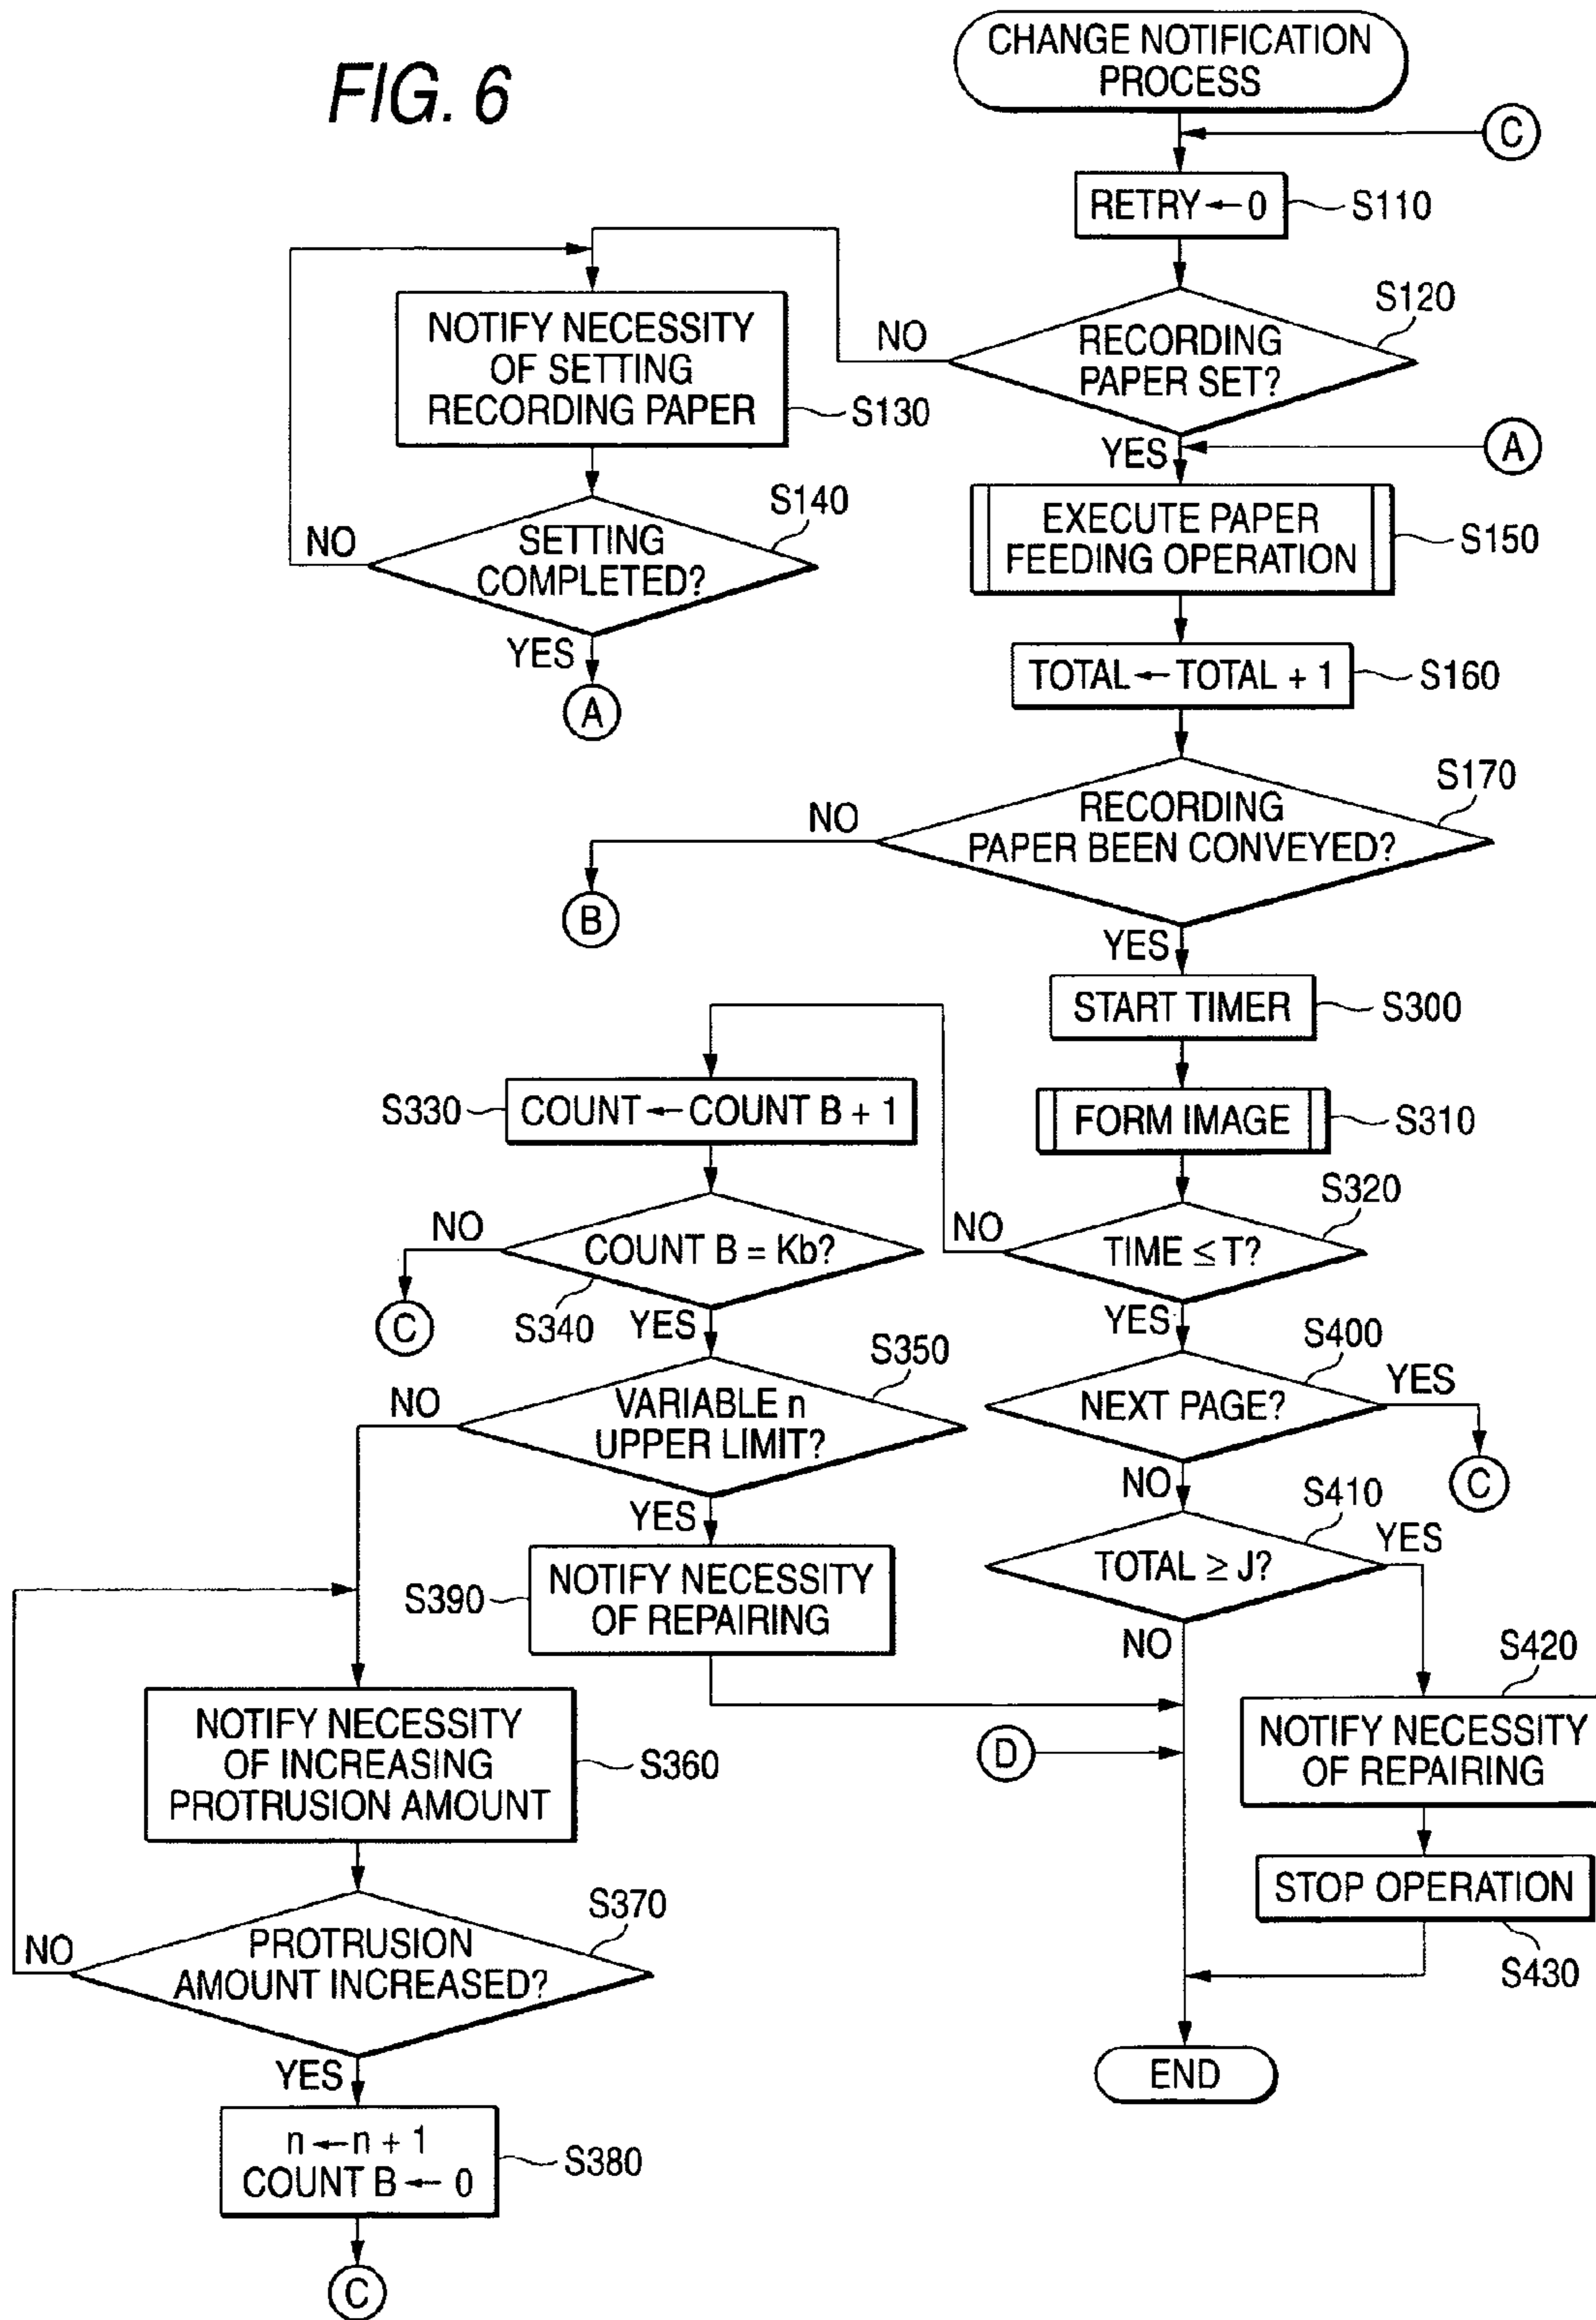 FIG. 6
CHANGE NOTIFICATION
PROCESS
C
RETRY ← 0
S110
RECORDING
PAPER SET?
S120
NO
YES
NOTIFY NECESSITY
OF SETTING
RECORDING PAPER
S130
SETTING
COMPLETED?
S140
NO
YES
A
A
EXECUTE PAPER
FEEDING OPERATION
S150
TOTAL ← TOTAL + 1
S160
RECORDING
PAPER BEEN CONVEYED?
S170
NO
B
YES
START TIMER
S300
FORM IMAGE
S310
TIME ≤ T?
S320
NO
YES
S330
COUNT ← COUNT B + 1
COUNT B = Kb?
S340
NO
C
YES
VARIABLE n
UPPER LIMIT?
S350
NO
YES
S390
NOTIFY NECESSITY
OF REPAIRING
NOTIFY NECESSITY
OF INCREASING
PROTRUSION AMOUNT
S360
PROTRUSION
AMOUNT INCREASED?
S370
NO
YES
n ← n + 1
COUNT B ← 0
S380
C
NEXT PAGE?
S400
YES
C
NO
TOTAL ≥ J?
S410
YES
NO
D
NOTIFY NECESSITY
OF REPAIRING
S420
STOP OPERATION
S430
END